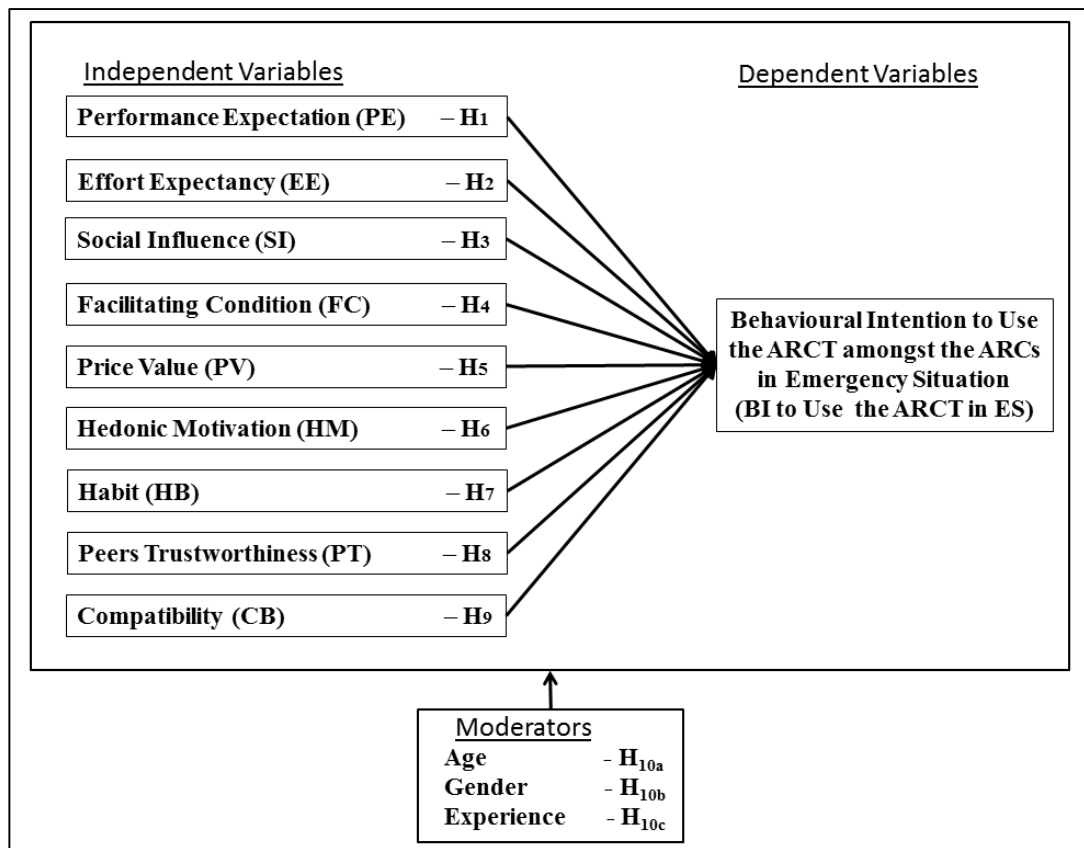 Independent Variables
Dependent Variables
Performance Expectation (PE) – H1
Effort Expectancy (EE) – H2
Social Influence (SI) – H3
Facilitating Condition (FC) – H4
Price Value (PV) – H5
Hedonic Motivation (HM) – H6
Habit (HB) – H7
Peers Trustworthiness (PT) – H8
Compatibility (CB) – H9
Behavioural Intention to Use
the ARCT amongst the ARCs
in Emergency Situation
(BI to Use the ARCT in ES)
Moderators
Age - H10a
Gender - H10b
Experience - H10c